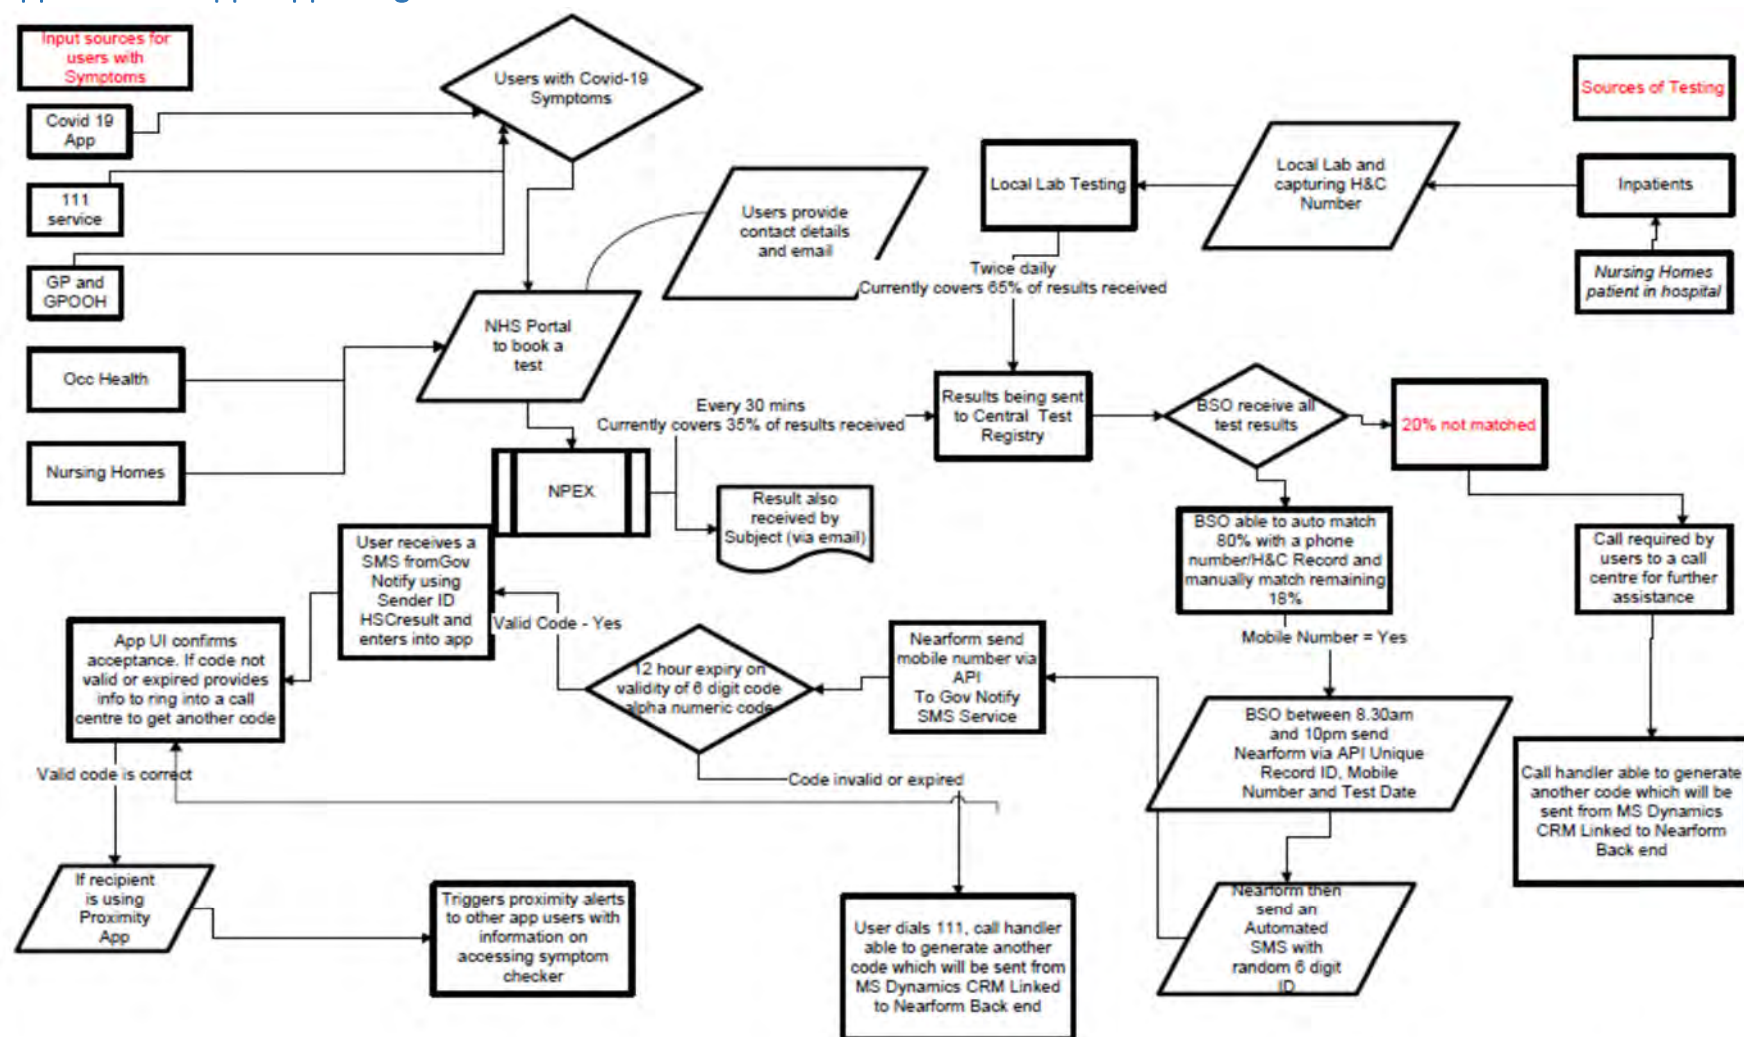 Input sources for
users with
Symptoms
Covid 19
App
111
service
GP and
GPOOH
Occ Health
Nursing Homes
Users with Covid-19
Symptoms
Users provide
contact details
and email
NHS Portal
to book a
test
NPEX
Every 30 mins
Currently covers 35% of results received
Result also
received by
Subject (via email)
Sources of Testing
Inpatients
Nursing Homes
patient in hospital
Local Lab and
capturing H&C
Number
Local Lab Testing
Twice daily
Currently covers 65% of results received
Results being sent
to Central Test
Registry
BSO receive all
test results
20% not matched
Call required by
users to a call
centre for further
assistance
Call handler able to generate
another code which will be
sent from MS Dynamics
CRM Linked to Nearform
Back end
BSO able to auto match
80% with a phone
number/H&C Record and
manually match remaining
18%
Mobile Number = Yes
BSO between 8.30am
and 10pm send
Nearform via API Unique
Record ID, Mobile
Number and Test Date
Nearform then
send an
Automated
SMS with
random 6 digit
ID
Nearform send
mobile number via
API
To Gov Notify
SMS Service
12 hour expiry on
validity of 6 digit code
alpha numeric code
Valid Code - Yes
Code invalid or expired
User dials 111, call handler
able to generate another
code which will be sent from
MS Dynamics CRM Linked
to Nearform Back end
User receives a
SMS fromGov
Notify using
Sender ID
HSCresult and
enters into app
App UI confirms
acceptance. If code not
valid or expired provides
info to ring into a call
centre to get another code
Valid code is correct
If recipient
is using
Proximity
App
Triggers proximity alerts
to other app users with
information on
accessing symptom
checker